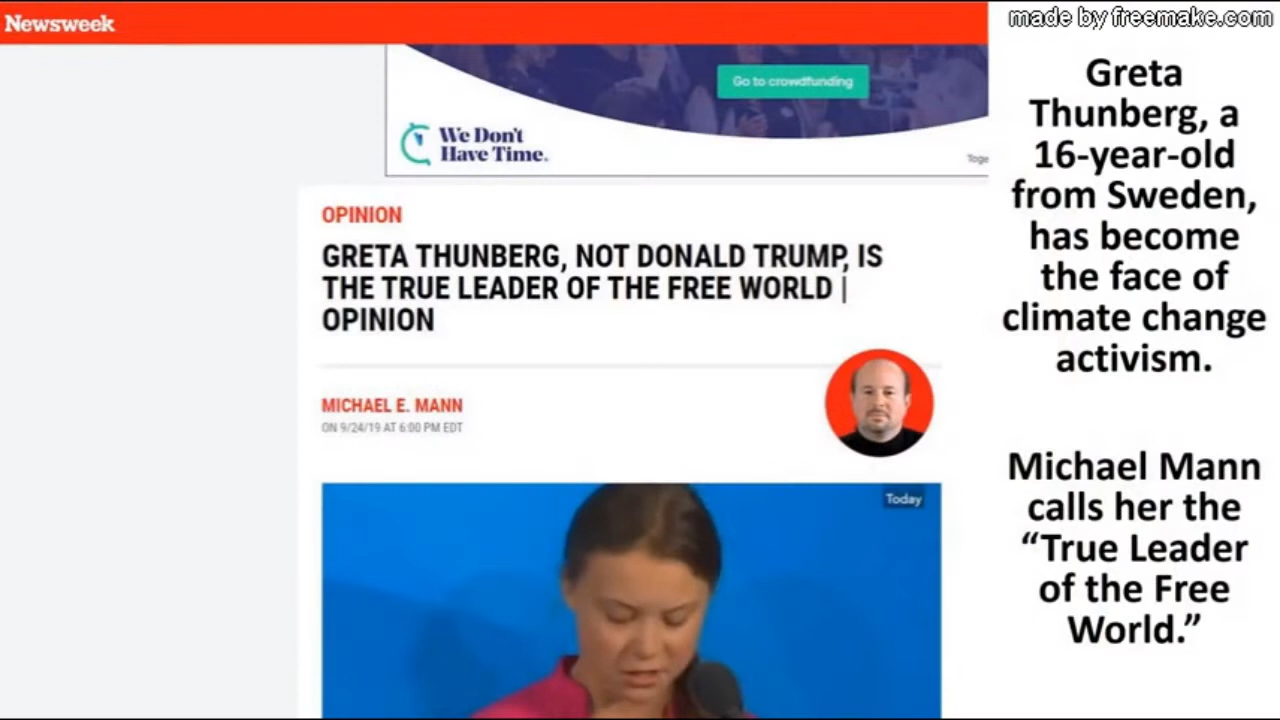 Newsweek
made by freemake.com
Go to crowdfunding
We Don't
Have Time.
Toge
OPINION
GRETA THUNBERG, NOT DONALD TRUMP, IS
THE TRUE LEADER OF THE FREE WORLD |
OPINION
MICHAEL E. MANN
ON 9/24/19 AT 6:00 PM EDT
Today
Greta
Thunberg, a
16-year-old
from Sweden,
has become
the face of
climate change
activism.
Michael Mann
calls her the
“True Leader
of the Free
World.”